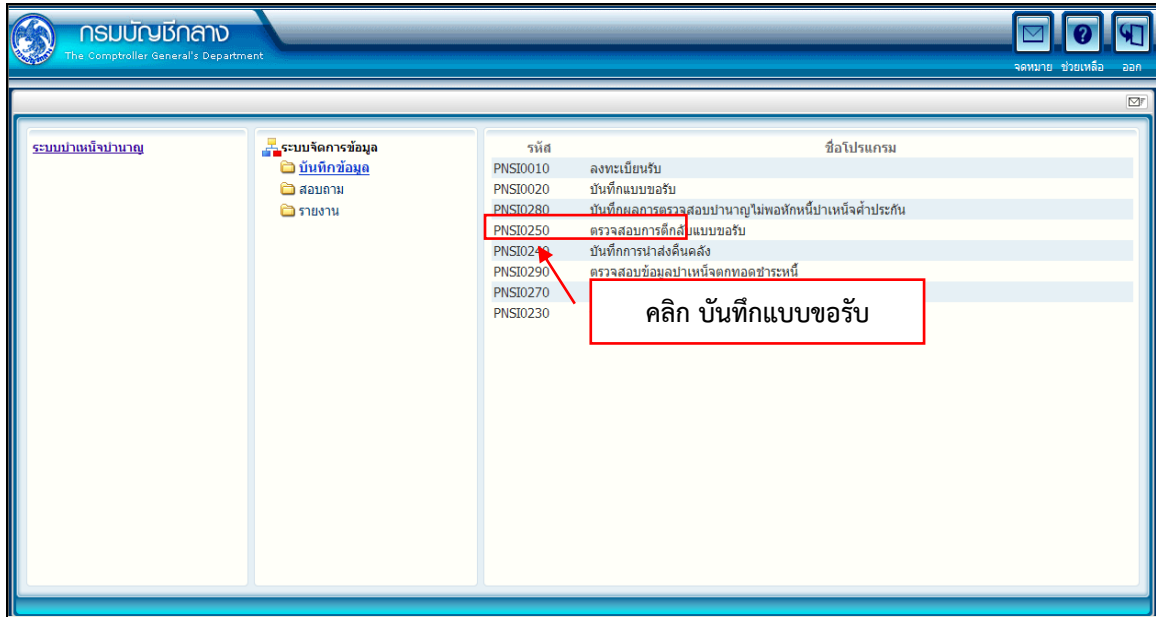 กรมบัญชีกลาง
The Comptroller General's Department
จดหมาย ช่วยเหลือ ออก
ระบบบำเหน็จบำนาญ
ระบบจัดการข้อมูล
บันทึกข้อมูล
สอบถาม
รายงาน
รหัส ชื่อโปรแกรม
PNSI0010 ลงทะเบียนรับ
PNSI0020 บันทึกแบบขอรับ
PNSI0280 บันทึกผลการตรวจสอบบำนาญไม่พอหักหนี้บำเหน็จค้ำประกัน
PNSI0250 ตรวจสอบการตีกลับแบบขอรับ
PNSI0240 บันทึกการนำส่งคืนคลัง
PNSI0290 ตรวจสอบข้อมูลบำเหน็จตกทอดชำระหนี้
PNSI0270
PNSI0230
คลิก บันทึกแบบขอรับ